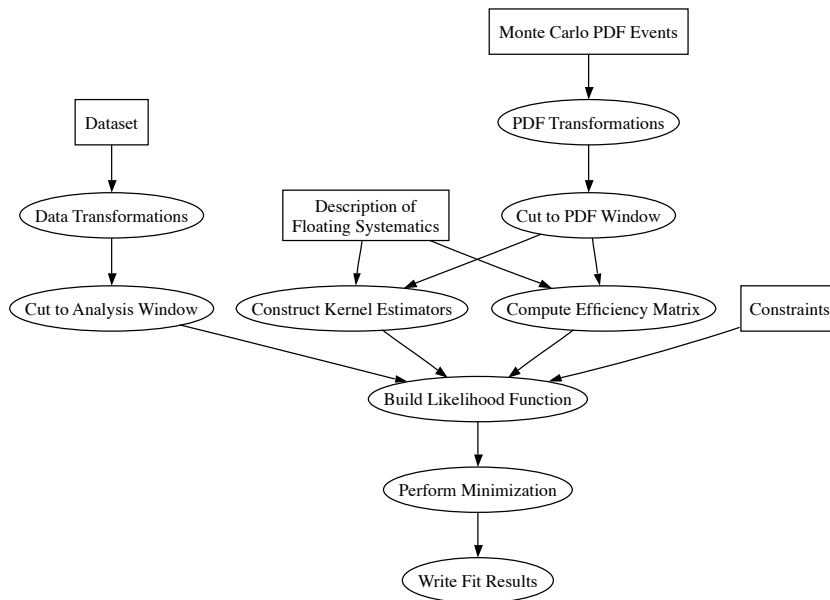 Monte Carlo PDF Events
Dataset
PDF Transformations
Data Transformations
Description of
Floating Systematics
Cut to PDF Window
Cut to Analysis Window
Construct Kernel Estimators
Compute Efficiency Matrix
Constraints
Build Likelihood Function
Perform Minimization
Write Fit Results